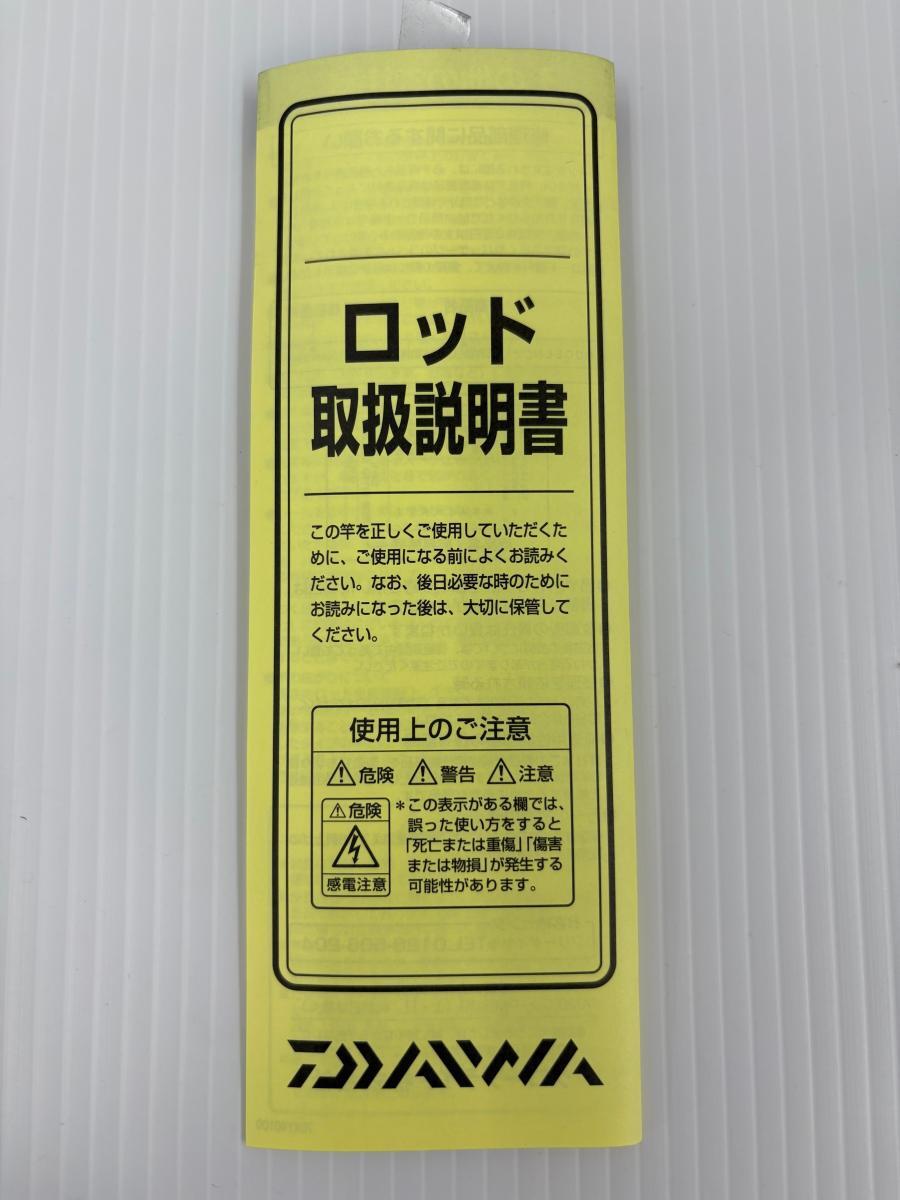 ロッド
取扱説明書
この竿を正しくご使用していただくた
めに、ご使用になる前によくお読みく
ださい。なお、後日必要な時のために
お読みになった後は、大切に保管して
ください。
使用上のご注意
⚠危険 ⚠警告 ⚠注意
⚠危険
感電注意
＊この表示がある欄では、
誤った使い方をすると
「死亡または重傷」「傷害
または物損」が発生する
可能性があります。
DAIWA